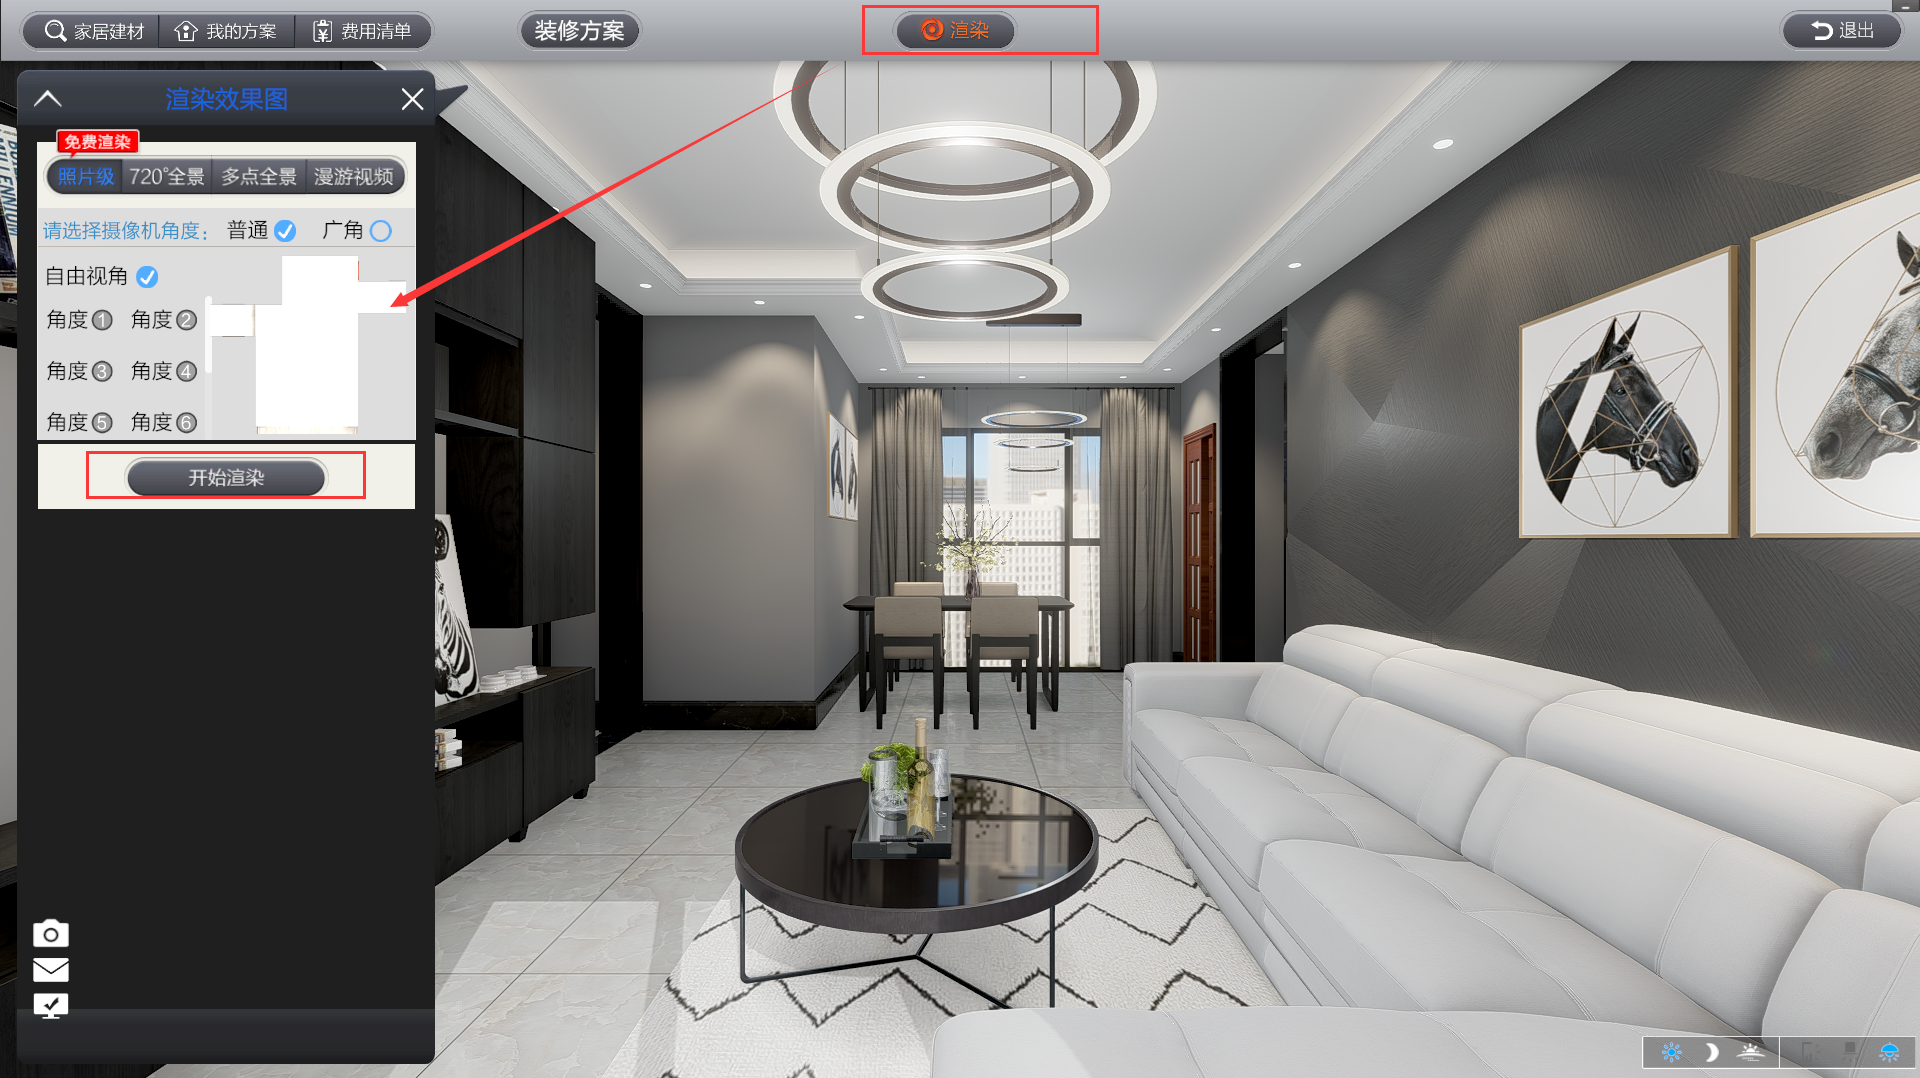 家居建材 我的方案 费用清单 装修方案 渲染 退出
渲染效果图
免费渲染
照片级 720°全景 多点全景 漫游视频
请选择摄像机角度： 普通 广角
自由视角
角度1 角度2
角度3 角度4
角度5 角度6
开始渲染